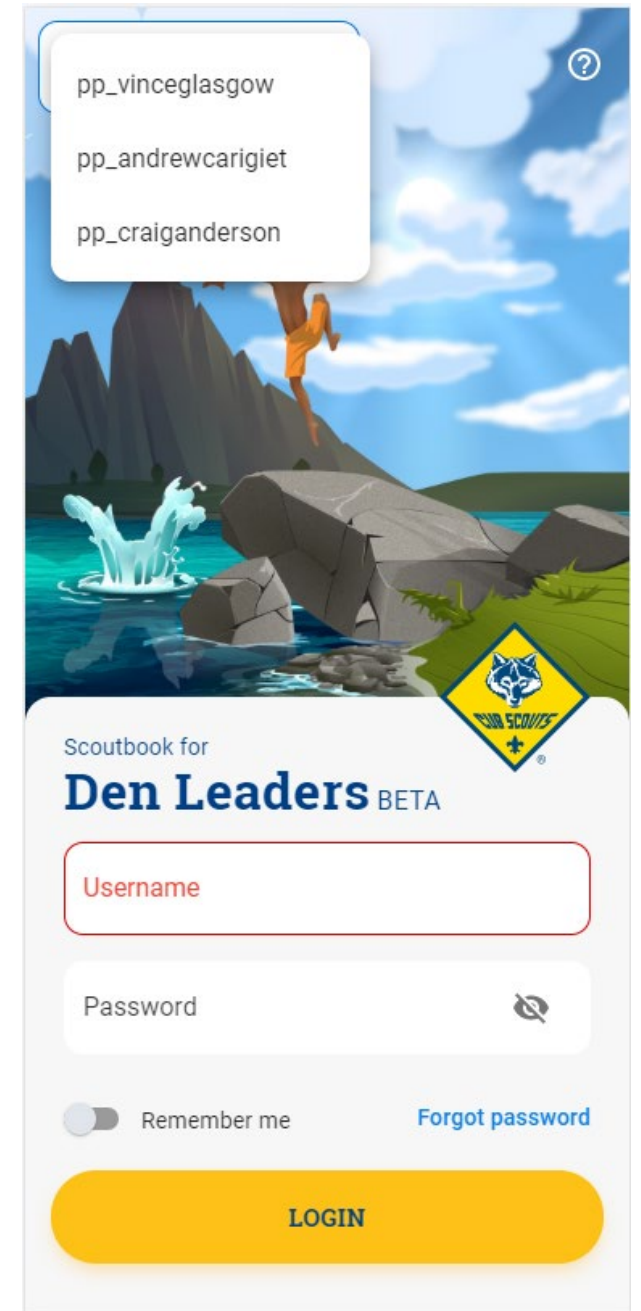 pp_vinceglasgow
pp_andrewcarigiet
pp_craiganderson
CUB SCOUTS
®
Scoutbook for
Den Leaders BETA
Username
Password
Remember me
Forgot password
LOGIN